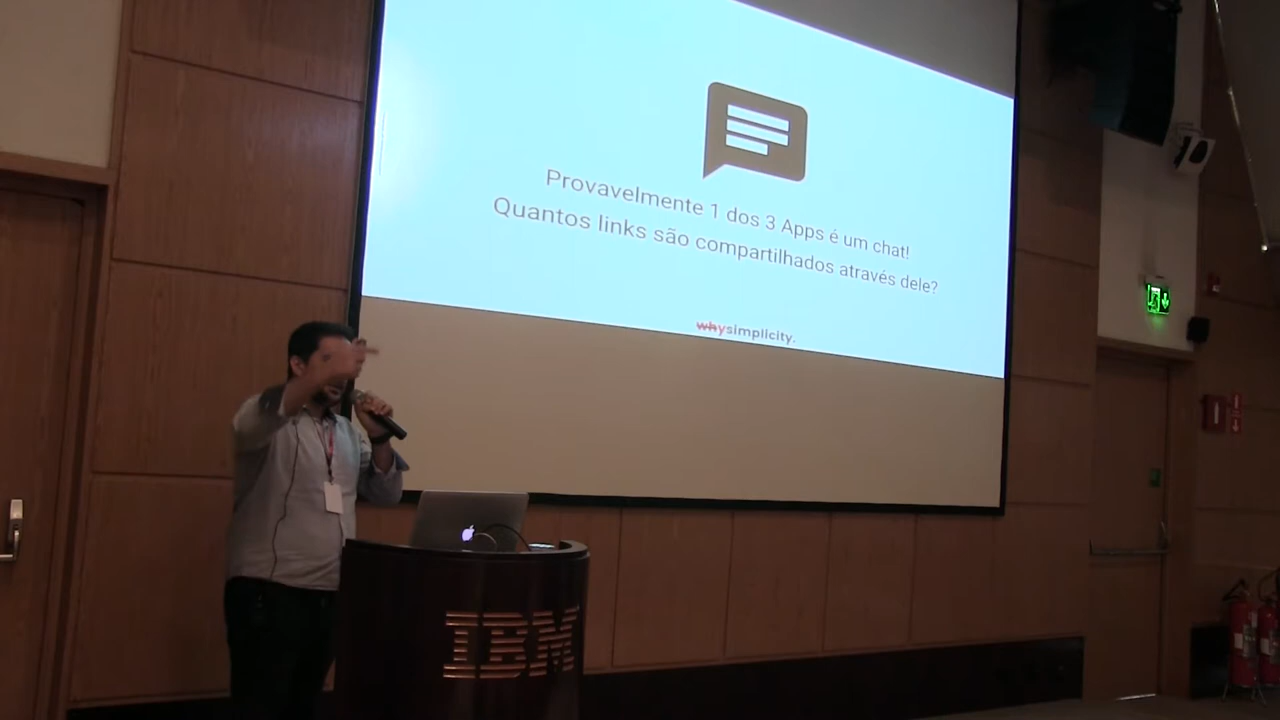 Provavelmente 1 dos 3 Apps é um chat!
Quantos links são compartilhados através dele?
whysimplicity.
IBM